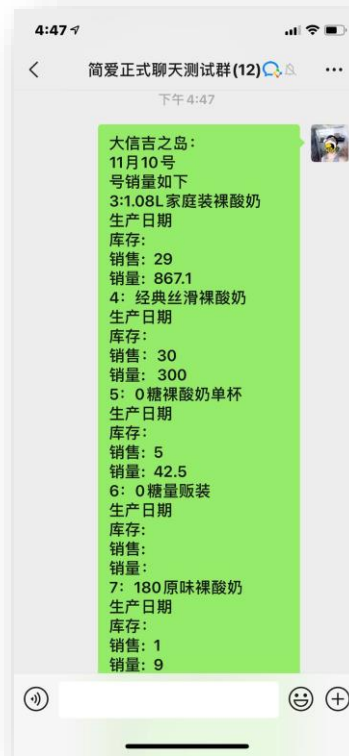 4:47
简爱正式聊天测试群(12)
下午4:47
大信吉之岛：
11月10号
号销量如下
3:1.08L家庭装裸酸奶
生产日期
库存:
销售: 29
销量: 867.1
4：经典丝滑裸酸奶
生产日期
库存：
销售：30
销量: 300
5：0糖裸酸奶单杯
生产日期
库存:
销售: 5
销量: 42.5
6：0糖量贩装
生产日期
库存:
销售:
销量：
7：180原味裸酸奶
生产日期
库存：
销售: 1
销量: 9